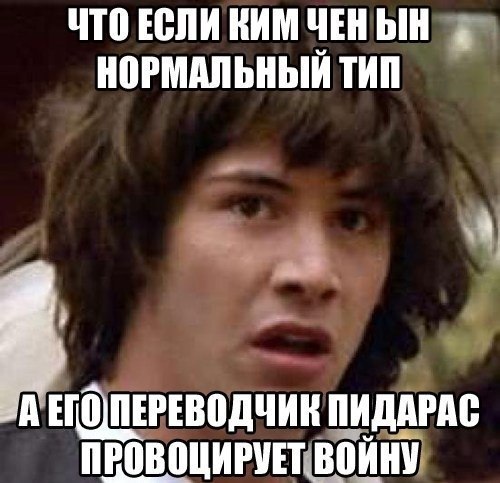 ЧТО ЕСЛИ КИМ ЧЕН ЫН
НОРМАЛЬНЫЙ ТИП
А ЕГО ПЕРЕВОДЧИК ПИДАРАС
ПРОВОЦИРУЕТ ВОЙНУ